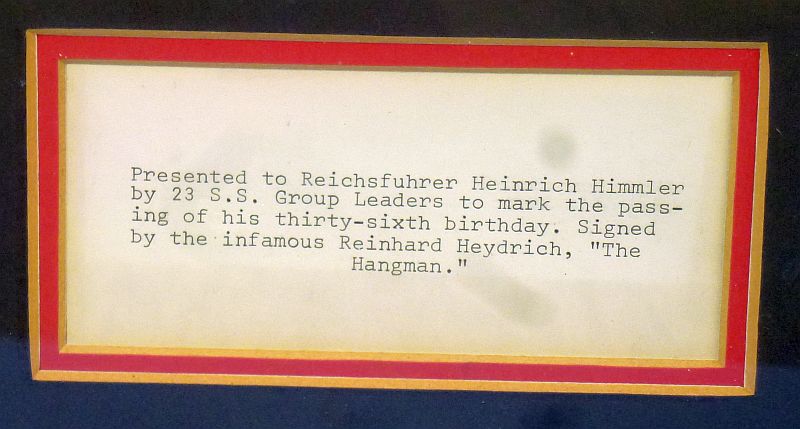 Presented to Reichsfuhrer Heinrich Himmler
by 23 S.S. Group Leaders to mark the pass-
ing of his thirty-sixth birthday. Signed
by the infamous Reinhard Heydrich, "The
Hangman."